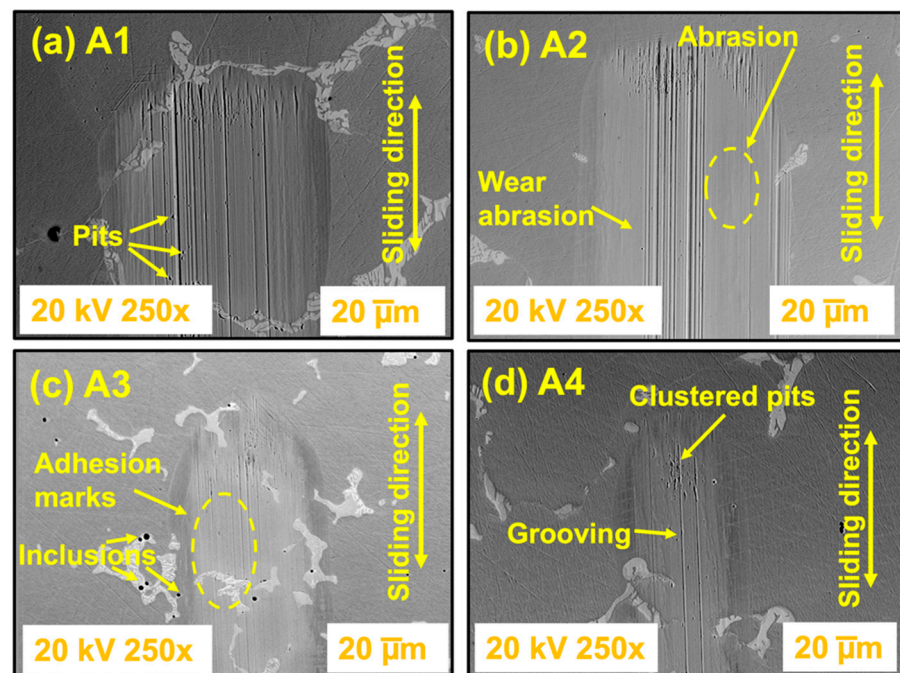 (a) A1
Sliding direction
Pits
20 kV 250x
20 μm
(b) A2
Abrasion
Sliding direction
Wear
abrasion
20 kV 250x
20 μm
(c) A3
Sliding direction
Adhesion
marks
Inclusions
20 kV 250x
20 μm
(d) A4
Clustered pits
Sliding direction
Grooving
20 kV 250x
20 μm